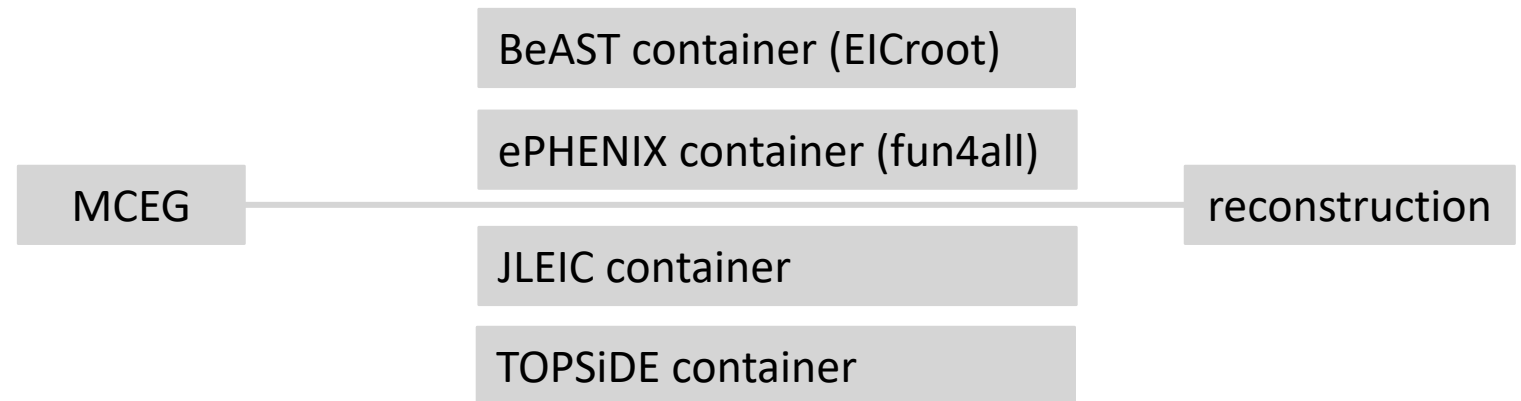 BeAST container (EICroot)
ePHENIX container (fun4all)
MCEG
reconstruction
JLEIC container
TOPSiDE container